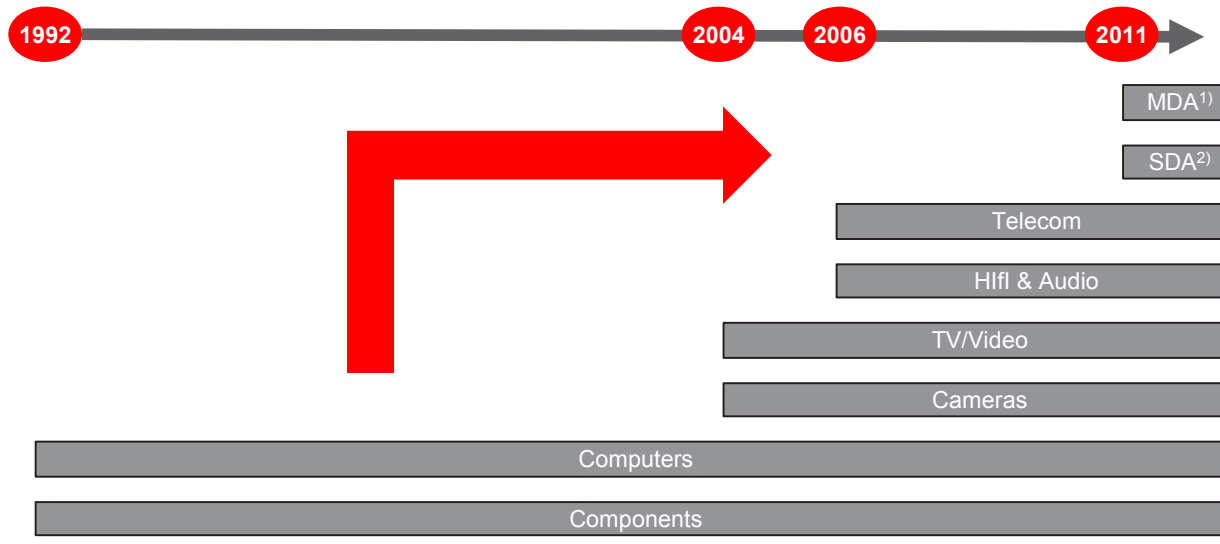 1992 2004 2006 2011
MDA1)
SDA2)
Telecom
HIfI & Audio
TV/Video
Cameras
Computers
Components